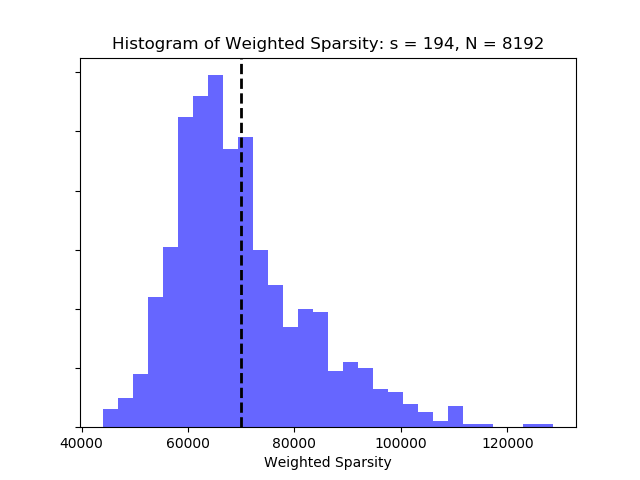 Histogram of Weighted Sparsity: s = 194, N = 8192
40000 60000 80000 100000 120000
Weighted Sparsity